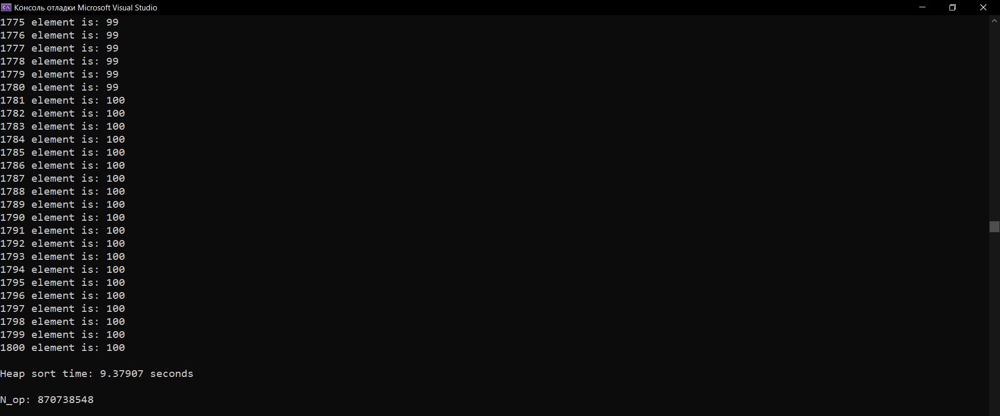 Консоль отладки Microsoft Visual Studio
1775 element is: 99
1776 element is: 99
1777 element is: 99
1778 element is: 99
1779 element is: 99
1780 element is: 99
1781 element is: 100
1782 element is: 100
1783 element is: 100
1784 element is: 100
1785 element is: 100
1786 element is: 100
1787 element is: 100
1788 element is: 100
1789 element is: 100
1790 element is: 100
1791 element is: 100
1792 element is: 100
1793 element is: 100
1794 element is: 100
1795 element is: 100
1796 element is: 100
1797 element is: 100
1798 element is: 100
1799 element is: 100
1800 element is: 100
Heap sort time: 9.37907 seconds
N_op: 870738548